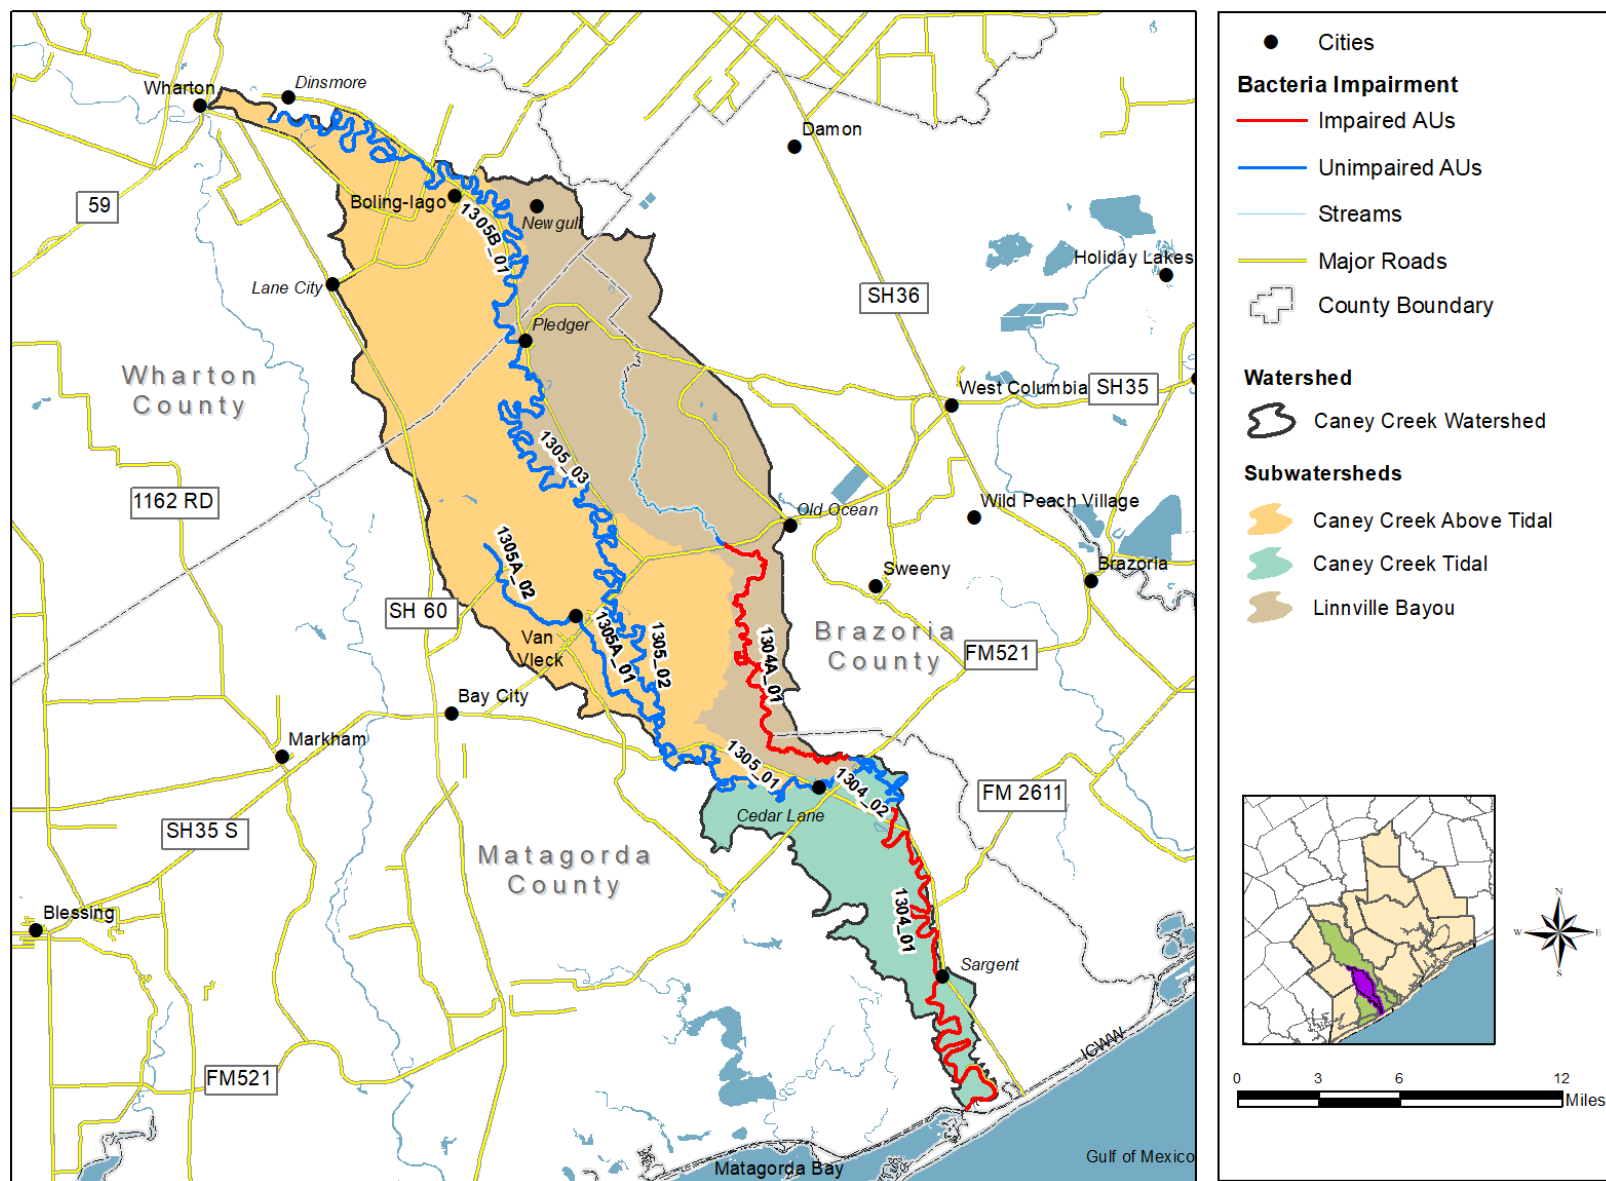 Wharton
Dinsmore
Damon
59
Boling-Iago
Newgulf
1305B_01
Lane City
Holiday Lakes
SH36
Pledger
Wharton
County
West Columbia
SH35
1305_03
1162 RD
Old Ocean
Wild Peach Village
1305A_02
Sweeny
Brazoria
SH 60
Van
Vleck
1305A_01
1305_02
1304A_01
Brazoria
County
FM521
Bay City
Markham
1305_01
1304_02
FM 2611
Cedar Lane
SH35 S
Matagorda
County
Blessing
1304_01
Sargent
ICWW
FM521
Matagorda Bay
Gulf of Mexico
Cities
Bacteria Impairment
Impaired AUs
Unimpaired AUs
Streams
Major Roads
County Boundary
Watershed
Caney Creek Watershed
Subwatersheds
Caney Creek Above Tidal
Caney Creek Tidal
Linnville Bayou
N
W
E
S
0 3 6 12
Miles